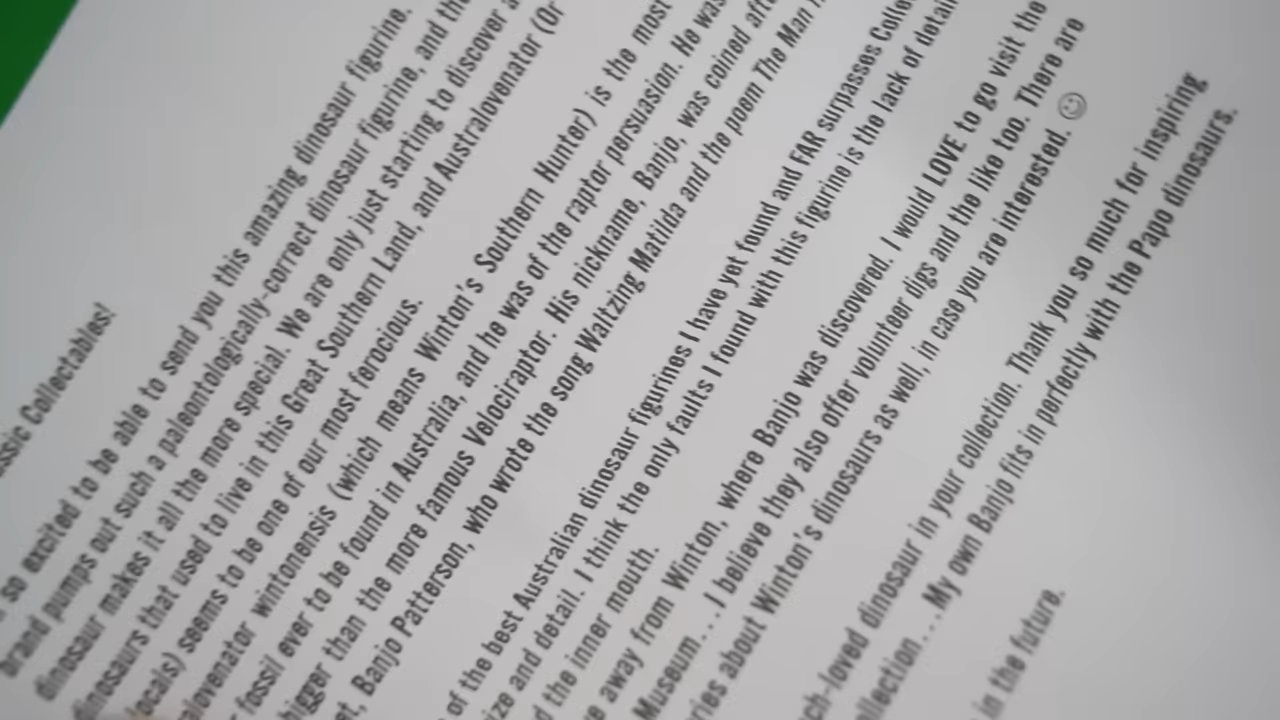 ssic Collectables!
so excited to be able to send you this amazing dinosaur figurine.
brand pumps out such a paleontologically-correct dinosaur figurine, and the
dinosaur makes it all the more special. We are only just starting to discover
dinosaurs that used to live in this Great Southern Land, and Australovenator (Or
locals) seems to be one of our most ferocious.
alovenator wintonensis (which means Winton's Southern Hunter) is the most
fossil ever to be found in Australia, and he was of the raptor persuasion. He was
bigger than the more famous Velociraptor. His nickname, Banjo, was coined afte
et, Banjo Patterson, who wrote the song Waltzing Matilda and the poem The Man
of the best Australian dinosaur figurines I have yet found and FAR surpasses Colle
ize and detail. I think the only faults I found with this figurine is the lack of detail
d the inner mouth.
e away from Winton, where Banjo was discovered. I would LOVE to go visit the
Museum... I believe they also offer volunteer digs and the like too. There are
ries about Winton's dinosaurs as well, in case you are interested. ☺
ch-loved dinosaur in your collection. Thank you so much for inspiring
ollection... My own Banjo fits in perfectly with the Papo dinosaurs.
in the future.